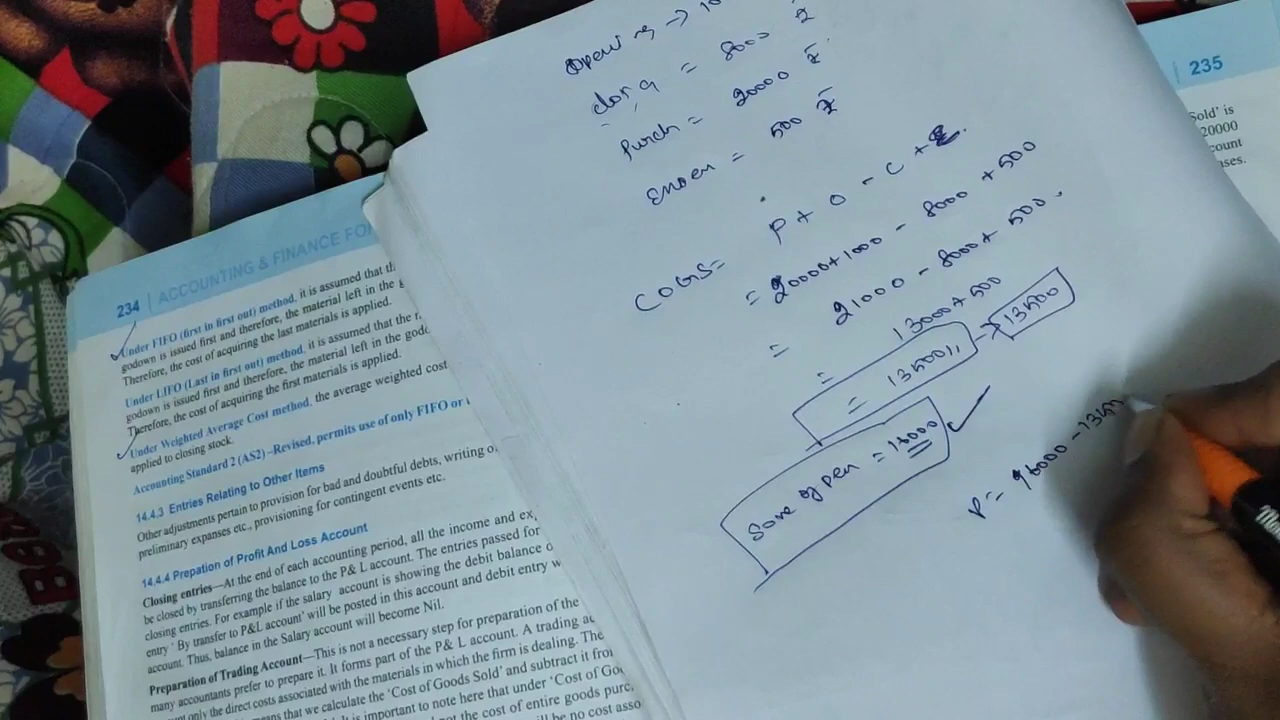 234 | ACCOUNTING & FINANCE FO
Under FIFO (first in first out) method, it is assumed that th
godown is issued first and therefore, the material left in the g
Therefore, the cost of acquiring the last materials is applied.
Under LIFO (Last in first out) method, it is assumed that the
godown is issued first and therefore, the material left in the
Therefore, the cost of acquiring the first materials is applied.
Under Weighted Average Cost method, the average weighted cost
applied to closing stock.
Accounting Standard 2 (AS2) –Revised, permits use of only FIFO or
14.4.3 Entries Relating to Other Items
Other adjustments pertain to provision for bad and doubtful debts, writing o
preliminary expanses etc., provisioning for contingent events etc.
14.4.4 Prepation of Profit And Loss Account
Closing entries—At the end of each accounting period, all the income and ex
be closed by transferring the balance to the P& L account. The entries passed for
closing entries. For example if the salary account is showing the debit balance o
entry ' By transfer to P&L account' will be posted in this account and debit entry w
account. Thus, balance in the Salary account will become Nil.
Preparation of Trading Account—This is not a necessary step for preparation of the
many accountants prefer to prepare it. It forms part of the P& L account. A trading ac
only the direct costs associated with the materials in which the firm is dealing. The
means that we calculate the 'Cost of Goods Sold' and subtract it fro
is important to note here that under 'Cost of Goo
not the cost of entire goods purc
will be no cost asso
Opening → 10
= 8000
Purch = 20000
= 500
COGS = P + O - C + E
= 20000+1000 - 8000 + 500
= 21000 - 8000 + 500
= 13000+500
= 13500 → 13500
= 18000
P = 96000 - 135
235
Sold' is
20000
count
ses.